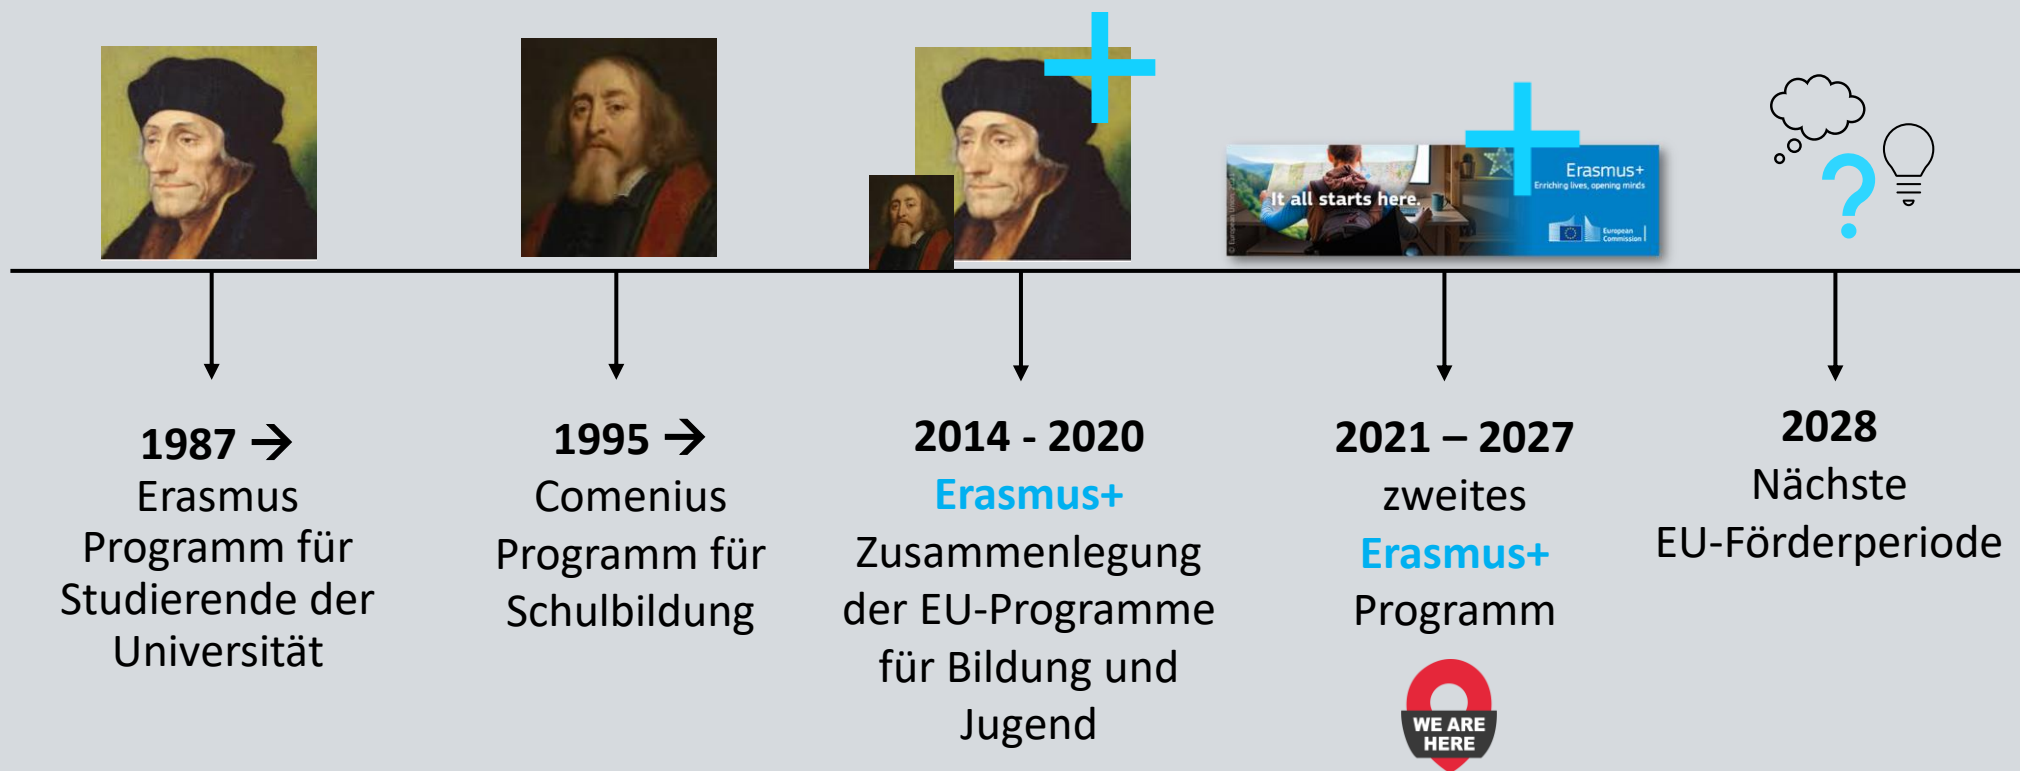 It all starts here.
© European Union
Erasmus+
Enriching lives, opening minds
European
Commission
?
1987 →
Erasmus
Programm für
Studierende der
Universität
1995 →
Comenius
Programm für
Schulbildung
2014 - 2020
Erasmus+
Zusammenlegung
der EU-Programme
für Bildung und
Jugend
2021 – 2027
zweites
Erasmus+
Programm
WE ARE
HERE
2028
Nächste
EU-Förderperiode